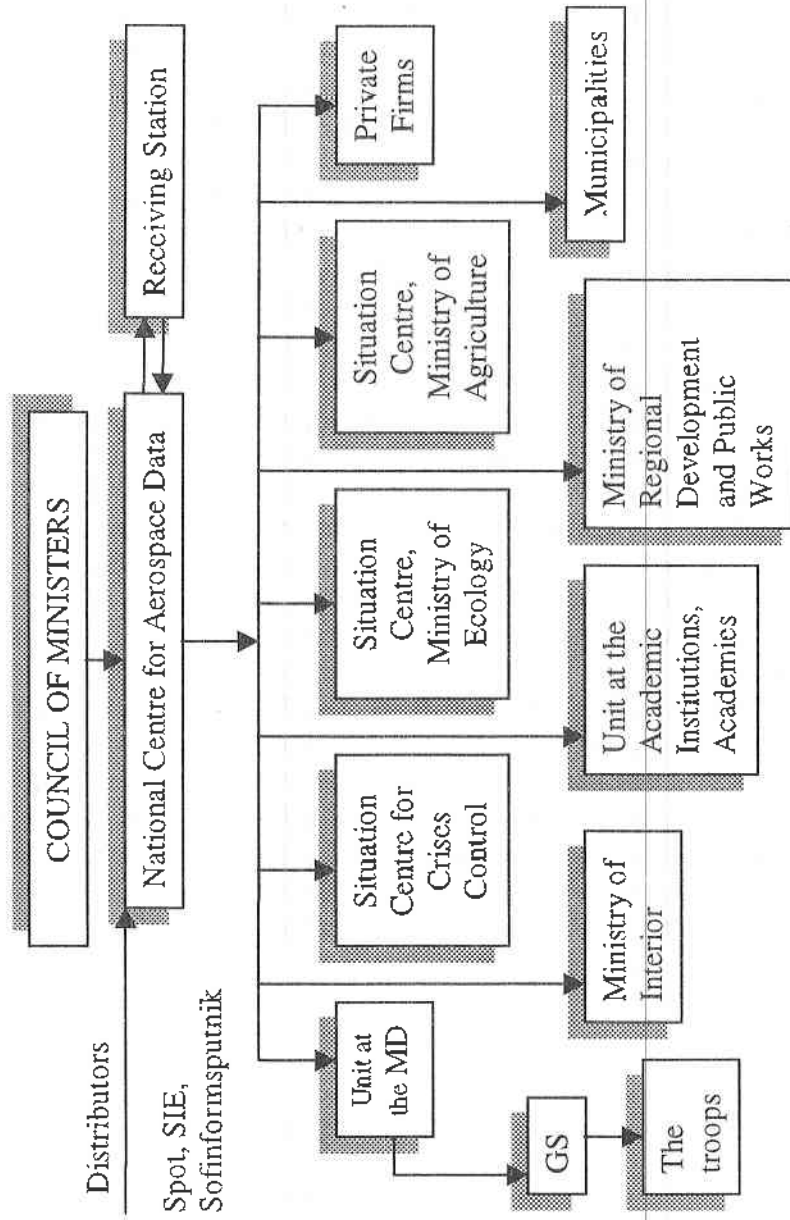 COUNCIL OF MINISTERS
Distributors
Spot, SIE,
Sofinformsputnik
National Centre for Aerospace Data
Receiving Station
Unit at
the MD
Situation
Centre for
Crises
Control
Situation
Centre,
Ministry of
Ecology
Situation
Centre,
Ministry of
Agriculture
Private
Firms
GS
The
troops
Ministry of
Interior
Unit at the
Academic
Institutions,
Academies
Ministry of
Regional
Development
and Public
Works
Municipalities